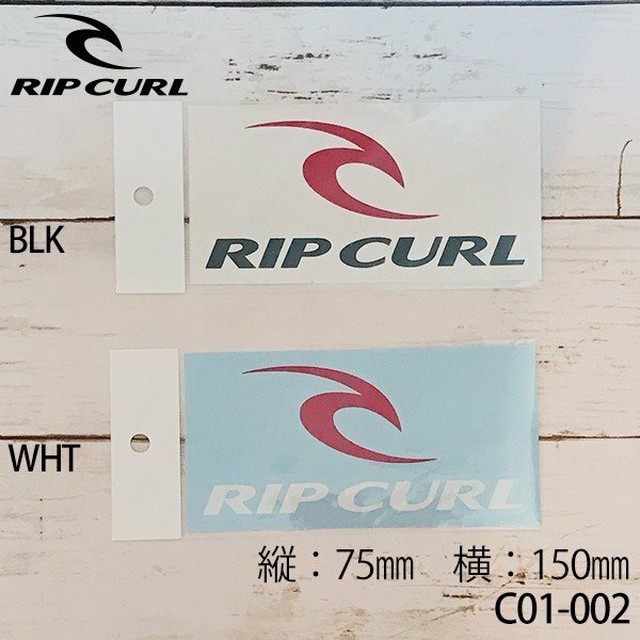 RIP CURL
BLK
RIP CURL
WHT
RIP CURL
縦：75㎜　横：150㎜
C01-002